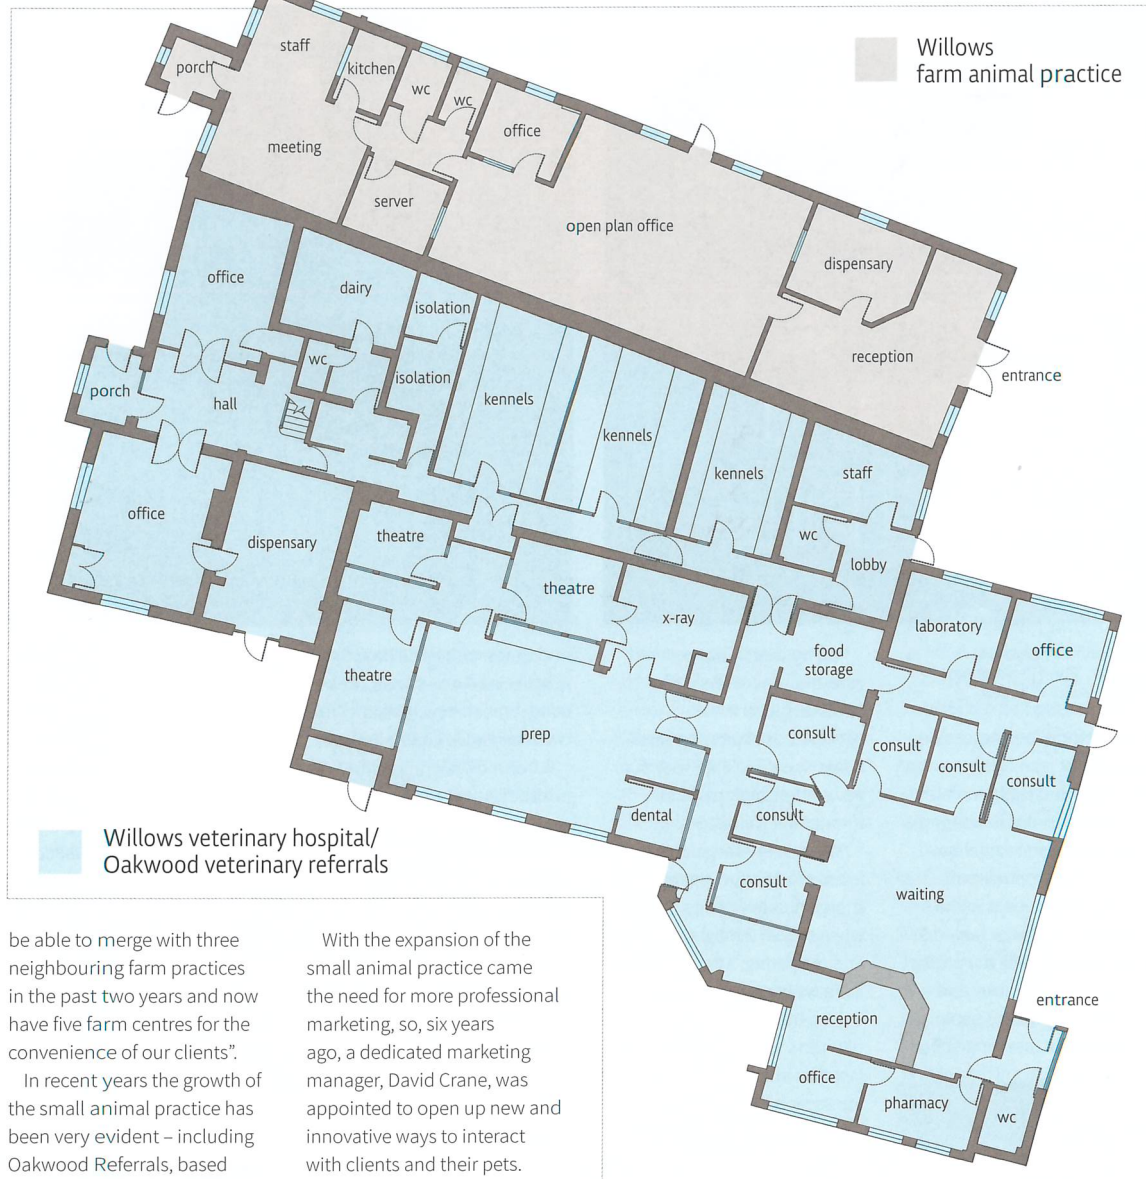 Willows
farm animal practice
staff
porch
kitchen
wc
wc
office
meeting
server
open plan office
dispensary
reception
entrance
office
dairy
isolation
wc
isolation
porch
hall
kennels
kennels
kennels
staff
office
dispensary
theatre
wc
lobby
theatre
x-ray
laboratory
office
food
storage
theatre
prep
consult
consult
consult
consult
dental
consult
consult
waiting
entrance
reception
office
pharmacy
wc
Willows veterinary hospital/
Oakwood veterinary referrals
be able to merge with three
neighbouring farm practices
in the past two years and now
have five farm centres for the
convenience of our clients”.
In recent years the growth of
the small animal practice has
been very evident – including
Oakwood Referrals, based
With the expansion of the
small animal practice came
the need for more professional
marketing, so, six years
ago, a dedicated marketing
manager, David Crane, was
appointed to open up new and
innovative ways to interact
with clients and their pets.